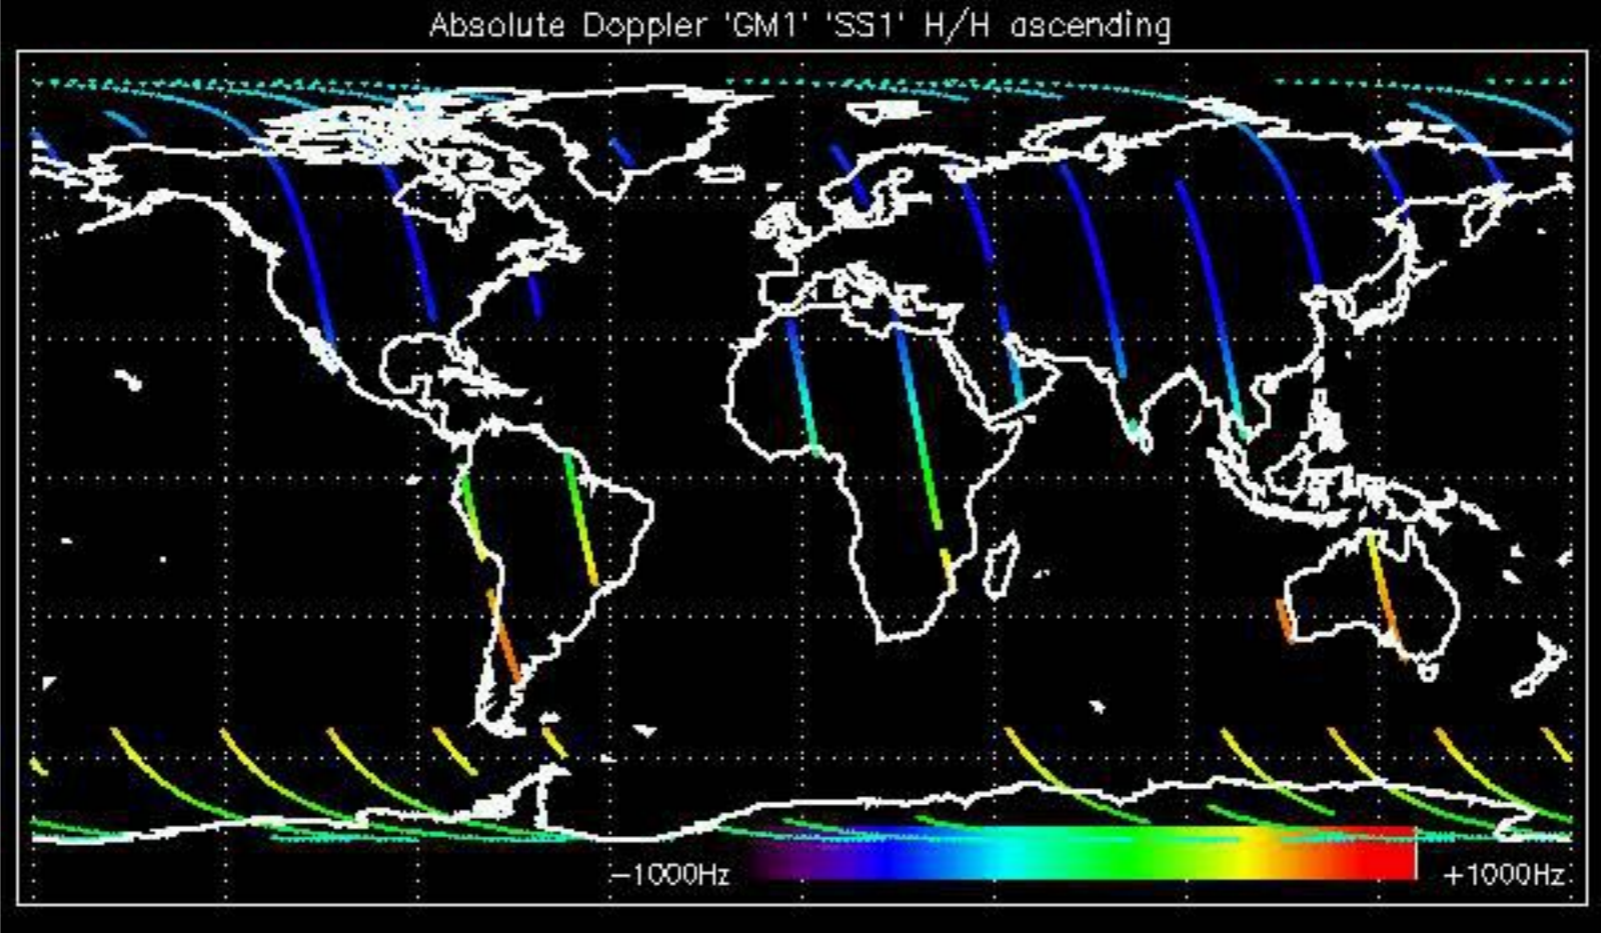 Absolute Doppler 'GM1' 'SS1' H/H ascending
−1000Hz
+1000Hz